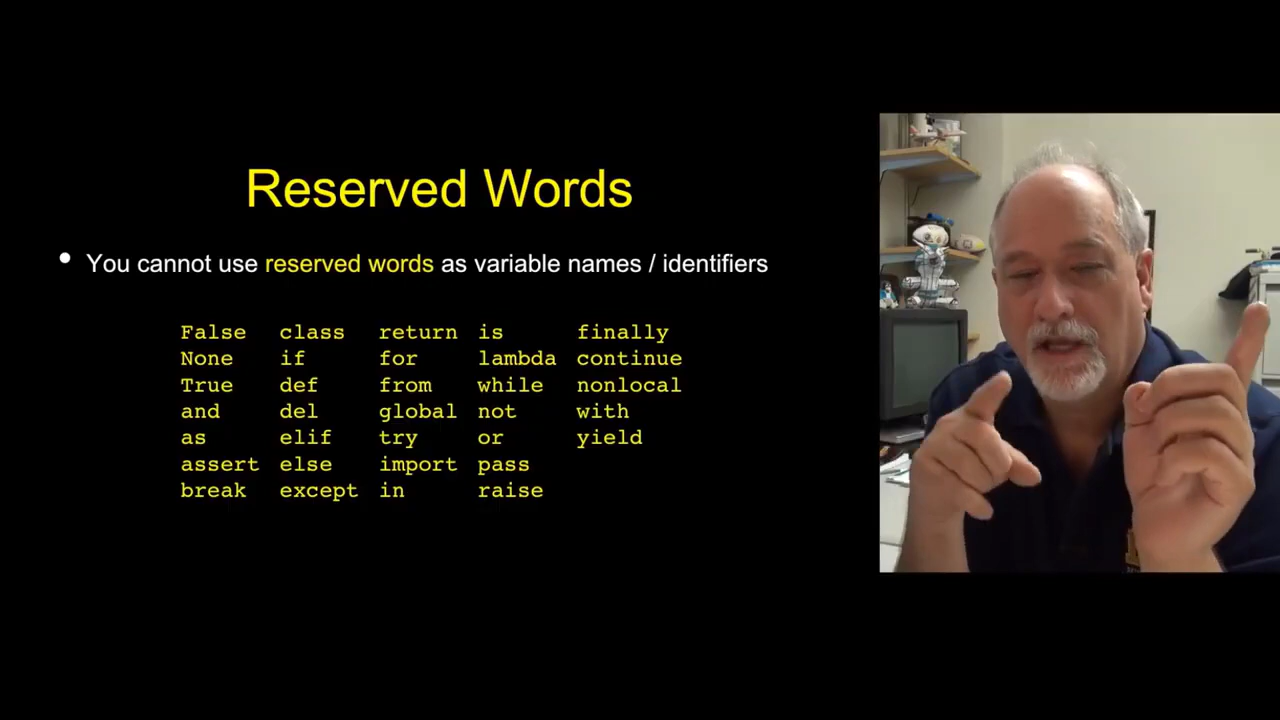 Reserved Words
• You cannot use reserved words as variable names / identifiers
False class return is finally
None if for lambda continue
True def from while nonlocal
and del global not with
as elif try or yield
assert else import pass
break except in raise